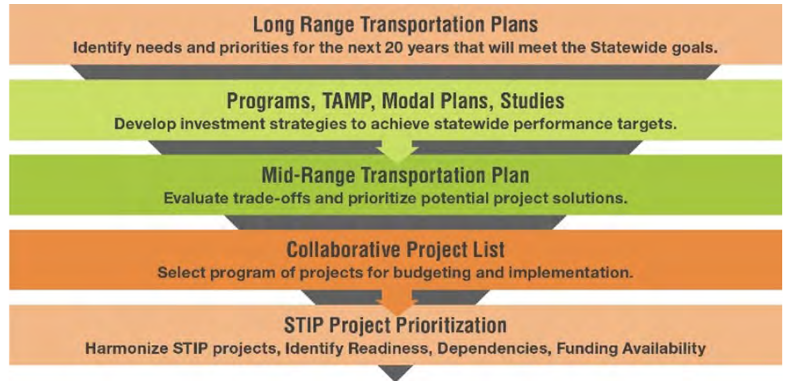 Long Range Transportation Plans
Identify needs and priorities for the next 20 years that will meet the Statewide goals.
Programs, TAMP, Modal Plans, Studies
Develop investment strategies to achieve statewide performance targets.
Mid-Range Transportation Plan
Evaluate trade-offs and prioritize potential project solutions.
Collaborative Project List
Select program of projects for budgeting and implementation.
STIP Project Prioritization
Harmonize STIP projects, Identify Readiness, Dependencies, Funding Availability